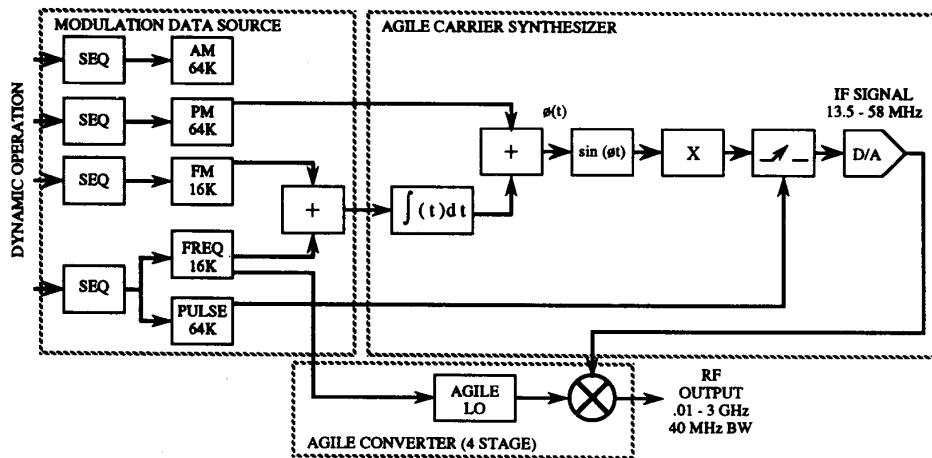 MODULATION DATA SOURCE
AGILE CARRIER SYNTHESIZER
DYNAMIC OPERATION
SEQ
AM
64K
SEQ
PM
64K
SEQ
FM
16K
SEQ
FREQ
16K
PULSE
64K
+
∫(t)dt
+
ø(t)
sin (øt)
X
D/A
IF SIGNAL
13.5 - 58 MHz
AGILE
LO
RF
OUTPUT
.01 - 3 GHz
40 MHz BW
AGILE CONVERTER (4 STAGE)